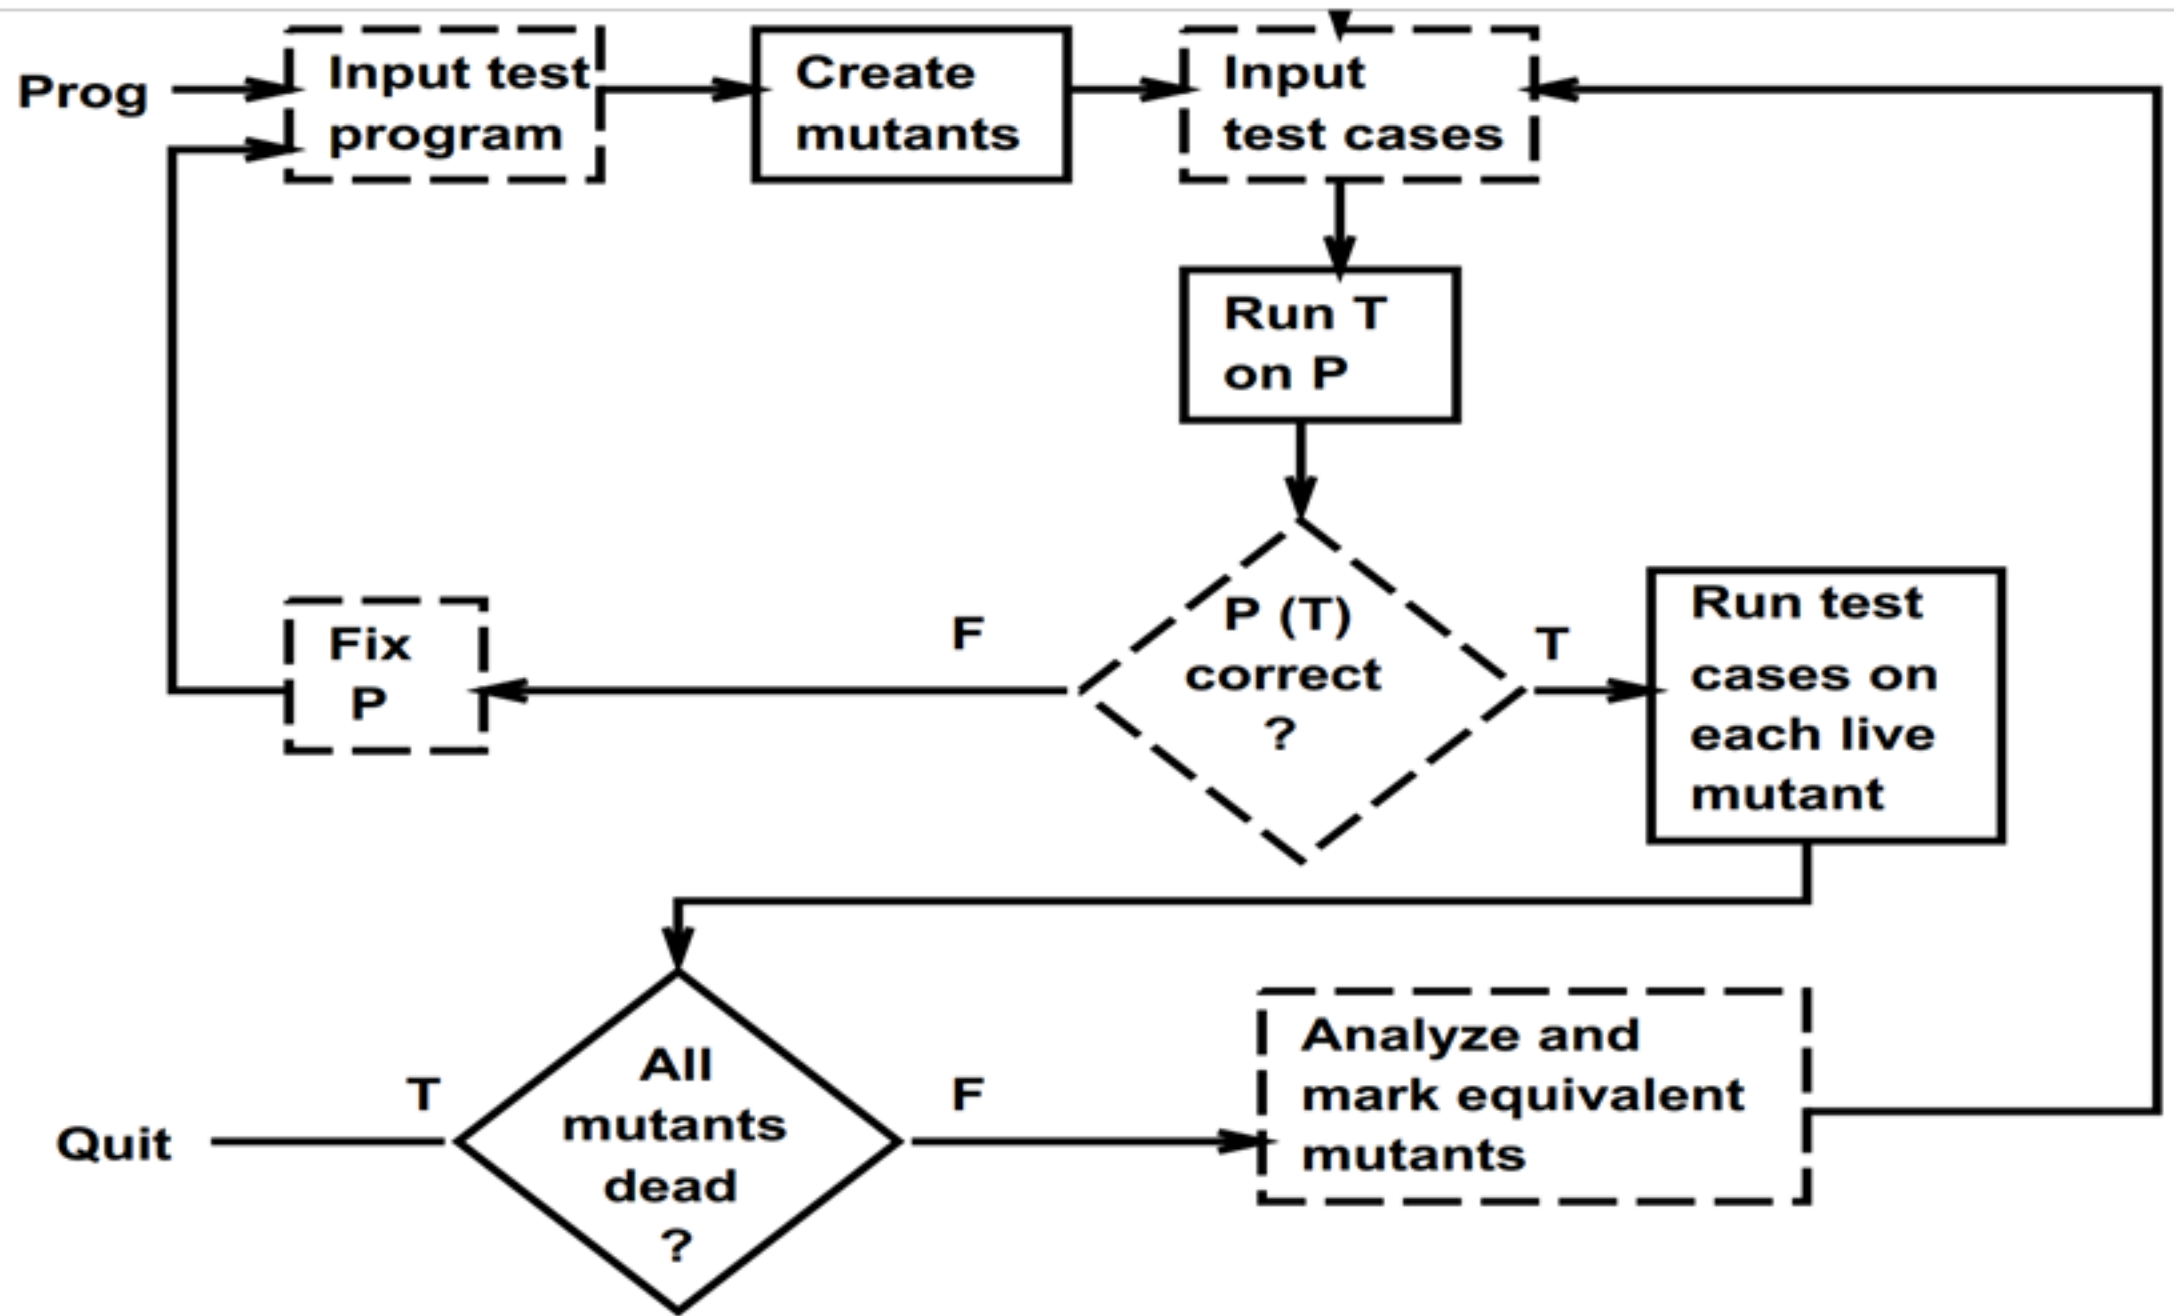 Prog
Input test
program
Create
mutants
Input
test cases
Run T
on P
P (T)
correct
?
F
T
Fix
P
Run test
cases on
each live
mutant
All
mutants
dead
?
T
F
Quit
Analyze and
mark equivalent
mutants